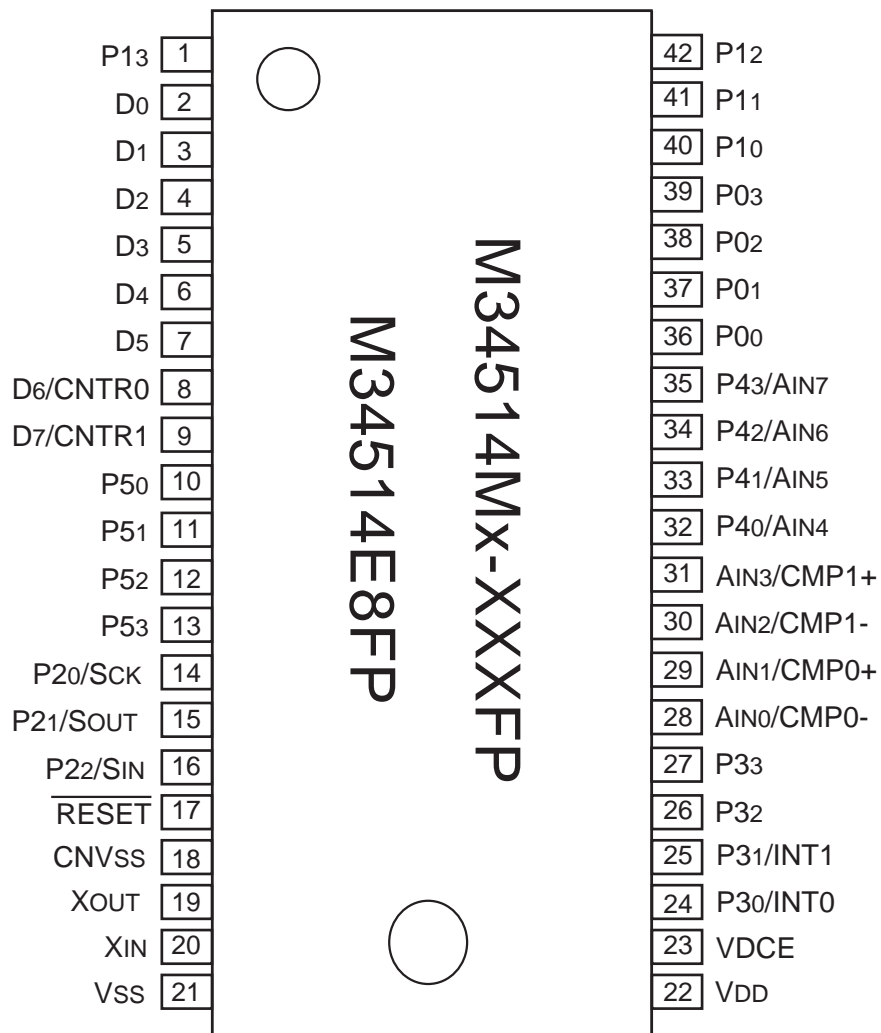 P13 1 42 P12
D0 2 41 P11
D1 3 40 P10
D2 4 39 P03
D3 5 38 P02
D4 6 37 P01
D5 7 36 P00
D6/CNTR0 8 35 P43/AIN7
D7/CNTR1 9 34 P42/AIN6
P50 10 33 P41/AIN5
P51 11 32 P40/AIN4
P52 12 31 AIN3/CMP1+
P53 13 30 AIN2/CMP1-
P20/SCK 14 29 AIN1/CMP0+
P21/SOUT 15 28 AIN0/CMP0-
P22/SIN 16 27 P33
RESET 17 26 P32
CNVSS 18 25 P31/INT1
XOUT 19 24 P30/INT0
XIN 20 23 VDCE
VSS 21 22 VDD
M34514Mx-XXXFP
M34514E8FP